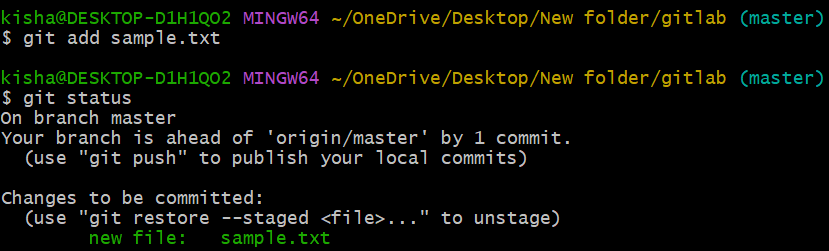 kisha@DESKTOP-D1H1QO2 MINGW64 ~/OneDrive/Desktop/New folder/gitlab (master)
$ git add sample.txt
kisha@DESKTOP-D1H1QO2 MINGW64 ~/OneDrive/Desktop/New folder/gitlab (master)
$ git status
On branch master
Your branch is ahead of 'origin/master' by 1 commit.
  (use "git push" to publish your local commits)
Changes to be committed:
  (use "git restore --staged <file>..." to unstage)
        new file:   sample.txt